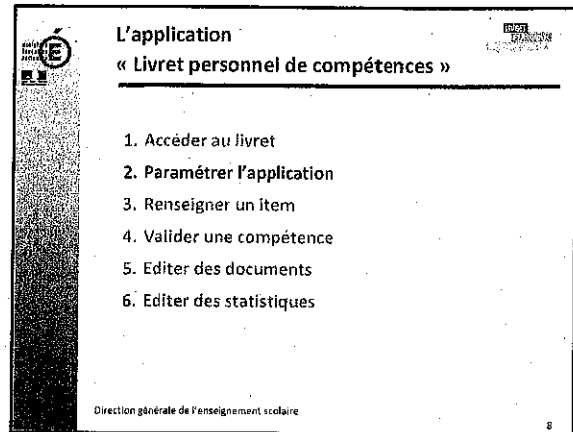 L'application
« Livret personnel de compétences »
1. Accéder au livret
2. Paramétrer l'application
3. Renseigner un item
4. Valider une compétence
5. Editer des documents
6. Editer des statistiques
Direction générale de l'enseignement scolaire
8